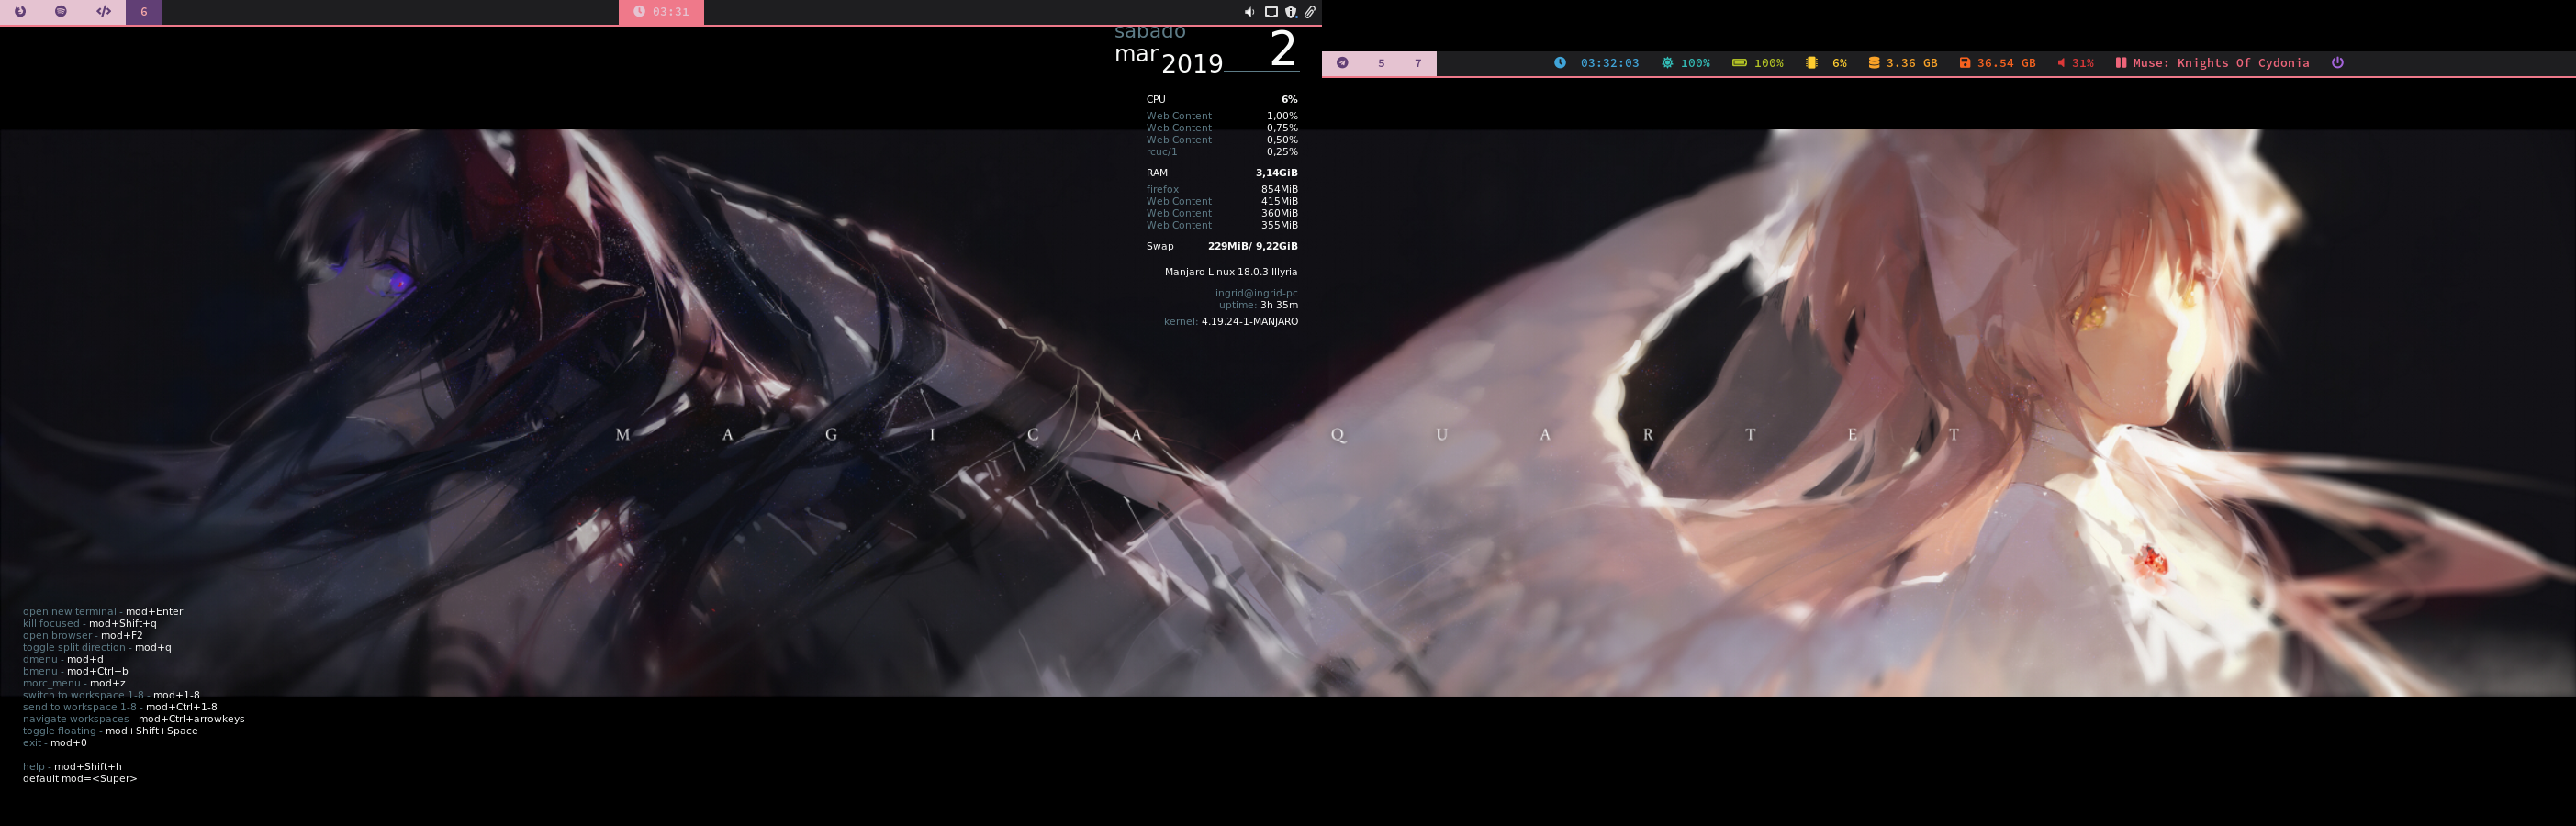 6
03:31
sábado
mar 2019 2
CPU 6%
Web Content 1,00%
Web Content 0,75%
Web Content 0,50%
rcuc/1 0,25%
RAM 3,14GiB
firefox 854MiB
Web Content 415MiB
Web Content 360MiB
Web Content 355MiB
Swap 229MiB/ 9,22GiB
Manjaro Linux 18.0.3 Illyria
ingrid@ingrid-pc
uptime: 3h 35m
kernel: 4.19.24-1-MANJARO
5 7
03:32:03 100% 100% 6% 3.36 GB 36.54 GB 31% Muse: Knights Of Cydonia
MAGICA QUARTET
open new terminal - mod+Enter
kill focused - mod+Shift+q
open browser - mod+F2
toggle split direction - mod+q
dmenu - mod+d
bmenu - mod+Ctrl+b
morc_menu - mod+z
switch to workspace 1-8 - mod+1-8
send to workspace 1-8 - mod+Ctrl+1-8
navigate workspaces - mod+Ctrl+arrowkeys
toggle floating - mod+Shift+Space
exit - mod+0
help - mod+Shift+h
default mod=<Super>